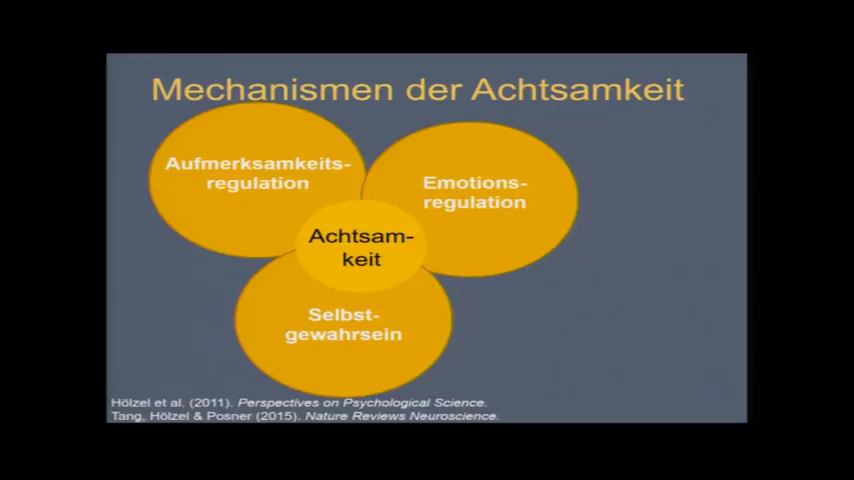 Mechanismen der Achtsamkeit
Aufmerksamkeits-
regulation
Emotions-
regulation
Achtsam-
keit
Selbst-
gewahrsein
Hölzel et al. (2011). Perspectives on Psychological Science.
Tang, Hölzel & Posner (2015). Nature Reviews Neuroscience.